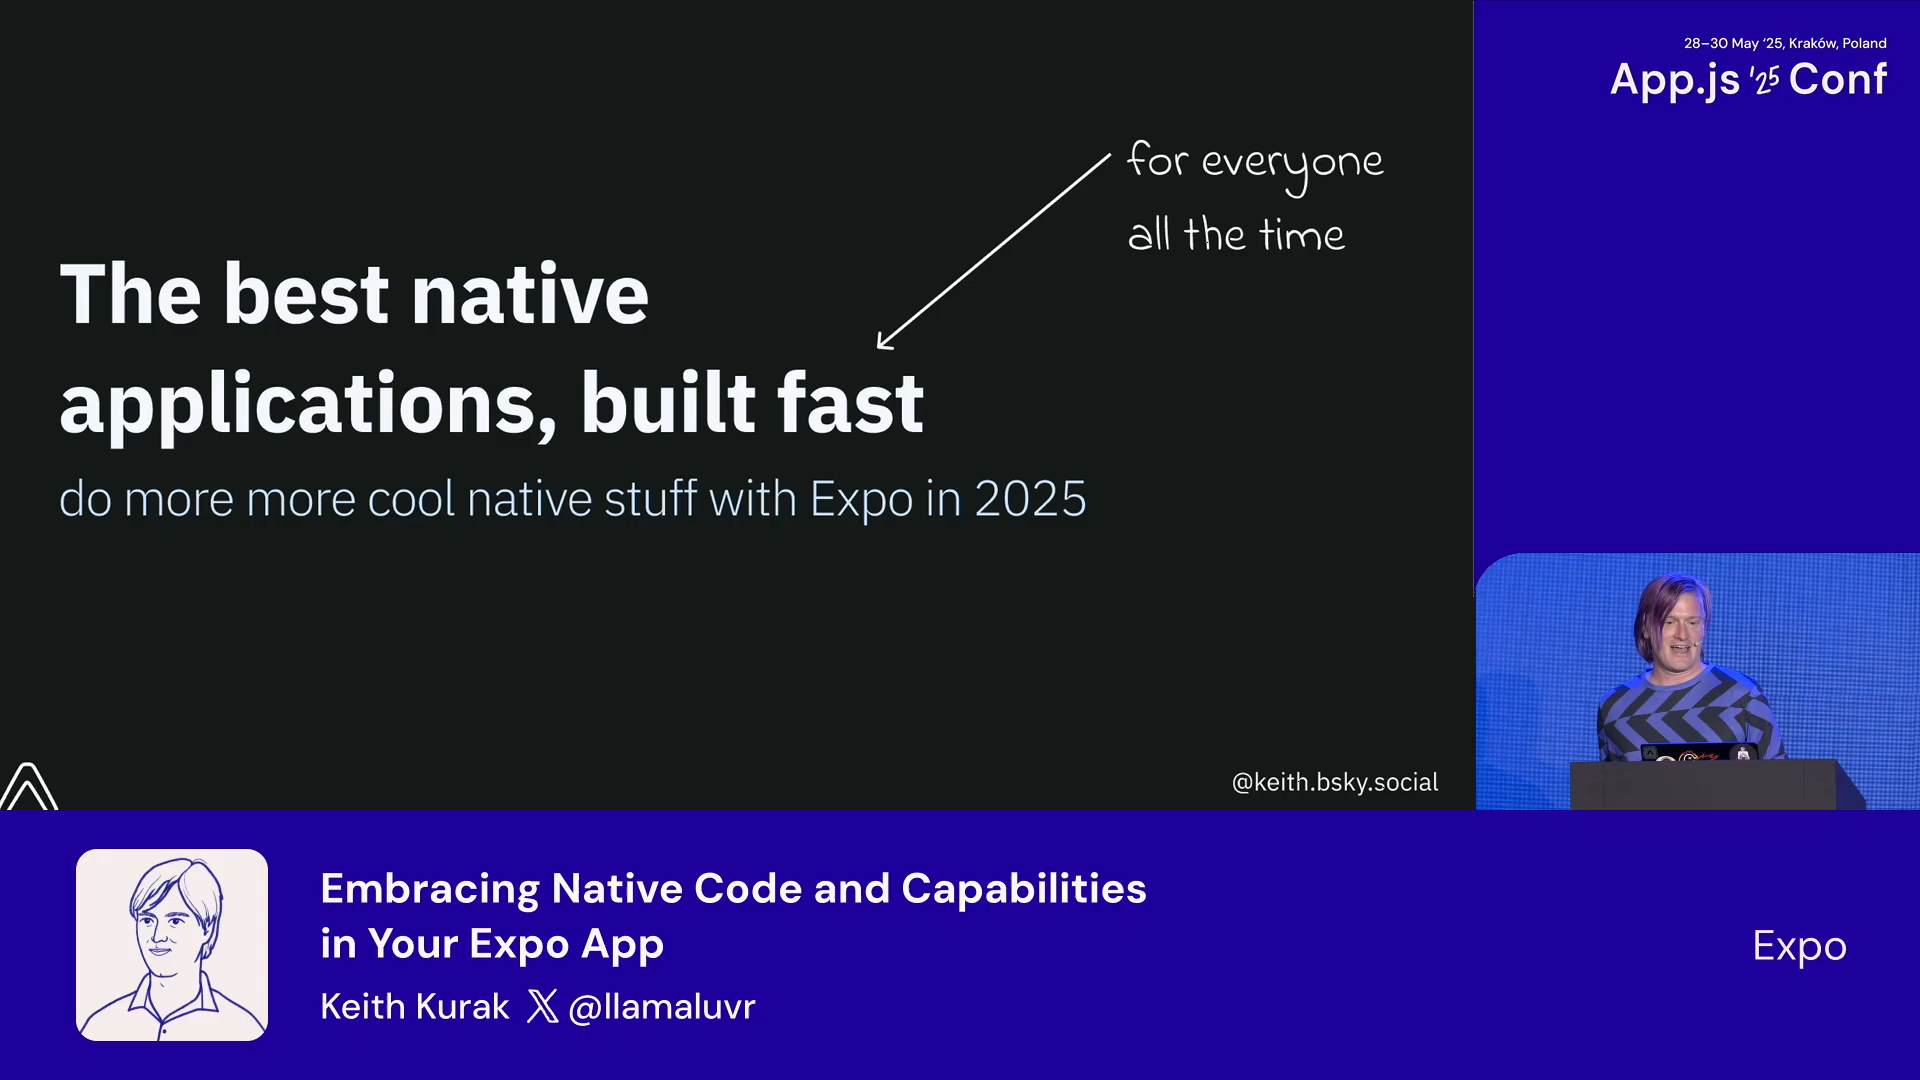 28–30 May ’25, Kraków, Poland
App.js ’25 Conf
for everyone
all the time
The best native
applications, built fast
do more more cool native stuff with Expo in 2025
@keith.bsky.social
Embracing Native Code and Capabilities
in Your Expo App
Keith Kurak 𝕏 @llamaluvr
Expo